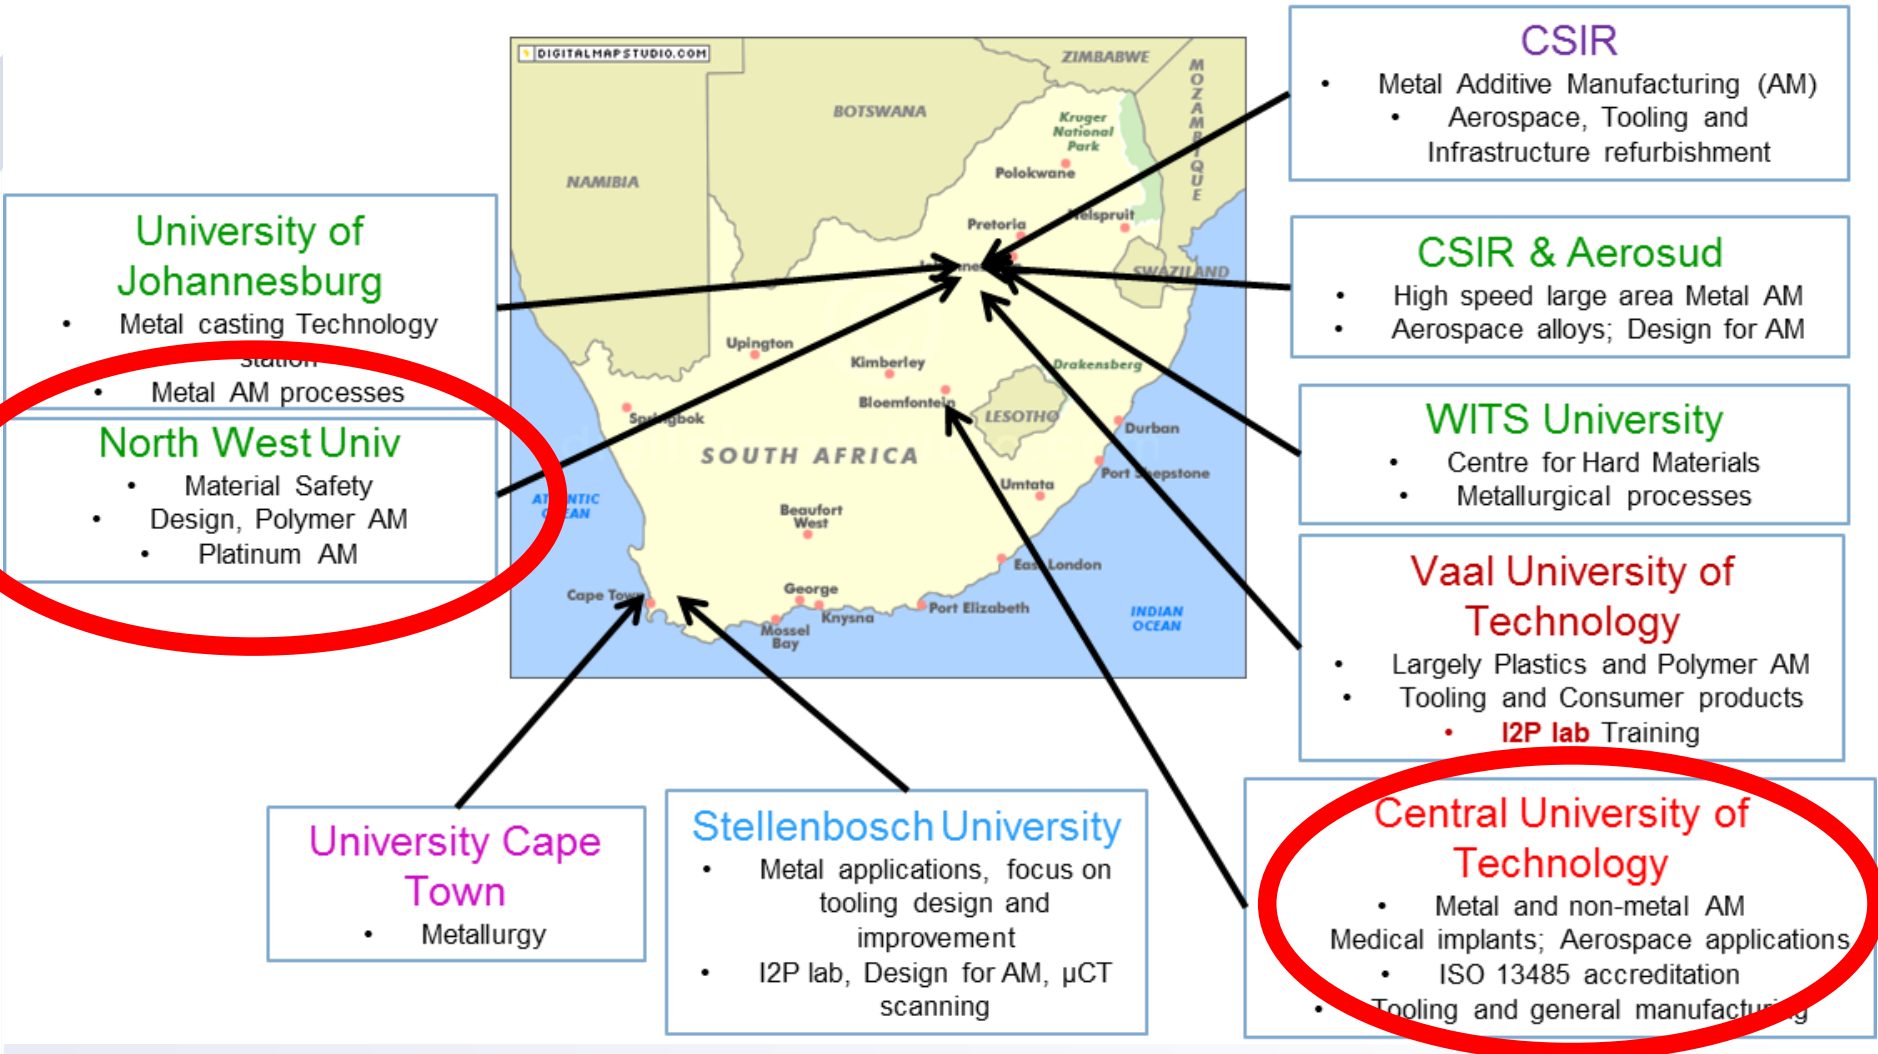 CSIR
• Metal Additive Manufacturing (AM)
• Aerospace, Tooling and
Infrastructure refurbishment
CSIR & Aerosud
• High speed large area Metal AM
• Aerospace alloys; Design for AM
WITS University
• Centre for Hard Materials
• Metallurgical processes
Vaal University of
Technology
• Largely Plastics and Polymer AM
• Tooling and Consumer products
• I2P lab Training
Central University of
Technology
• Metal and non-metal AM
Medical implants; Aerospace applications
• ISO 13485 accreditation
• Tooling and general manufacturing
Stellenbosch University
• Metal applications, focus on
tooling design and
improvement
• I2P lab, Design for AM, µCT
scanning
University Cape
Town
• Metallurgy
University of
Johannesburg
• Metal casting Technology
station
• Metal AM processes
North West Univ
• Material Safety
• Design, Polymer AM
• Platinum AM
DIGITALMAPSTUDIO.COM
ZIMBABWE
MOZAMBIQUE
BOTSWANA
NAMIBIA
Kruger
National
Park
Polokwane
Nelspruit
Pretoria
SWAZILAND
Upington
Kimberley
Drakensberg
Bloemfontein
LESOTHO
Springbok
Durban
SOUTH AFRICA
Port Shepstone
Umtata
ATLANTIC
OCEAN
Beaufort
West
East London
Cape Town
George
Knysna
Port Elizabeth
Mossel
Bay
INDIAN
OCEAN